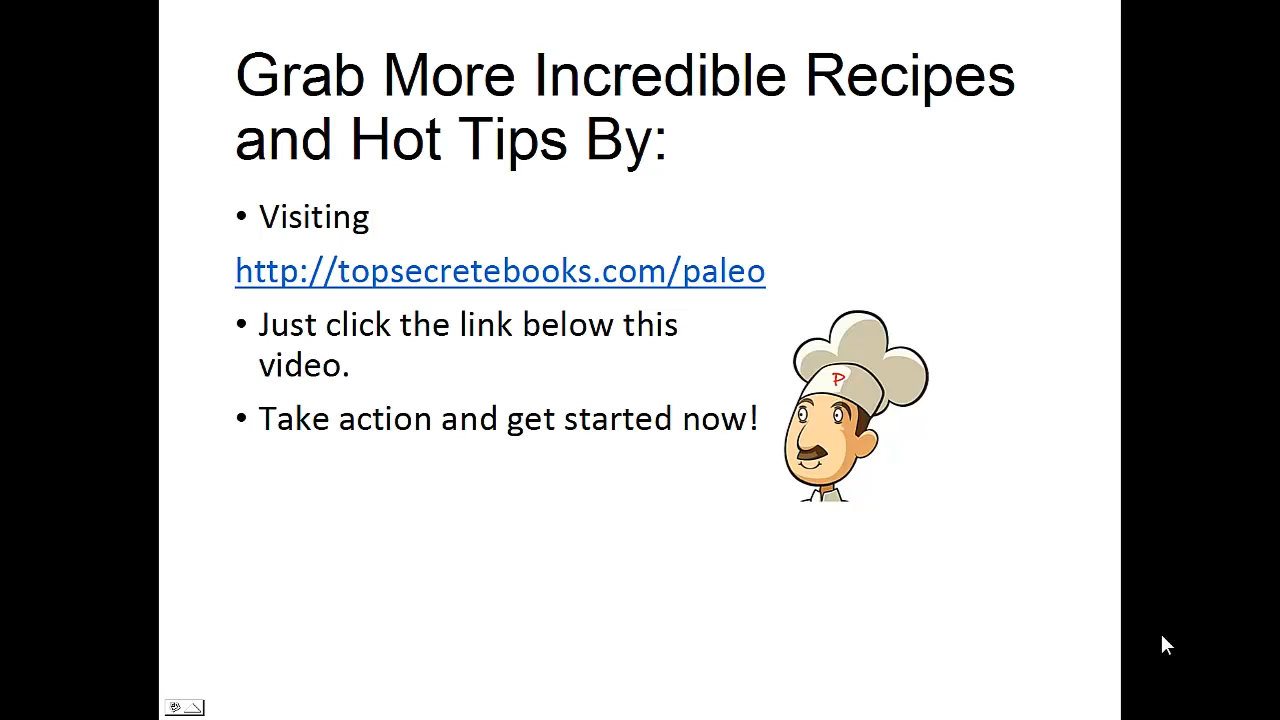 Grab More Incredible Recipes
and Hot Tips By:
• Visiting
http://topsecretebooks.com/paleo
• Just click the link below this
video.
• Take action and get started now!
P